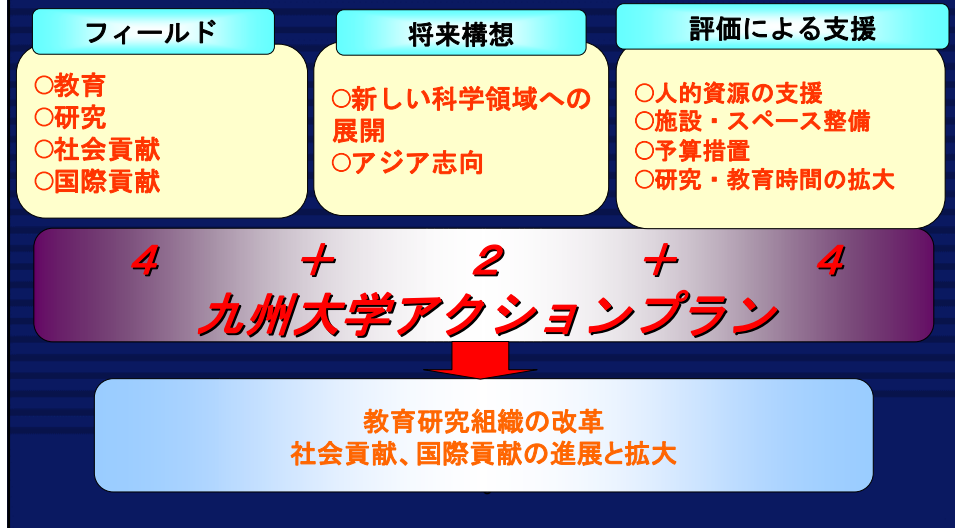 フィールド
○教育
○研究
○社会貢献
○国際貢献
将来構想
○新しい科学領域への
展開
○アジア志向
評価による支援
○人的資源の支援
○施設・スペース整備
○予算措置
○研究・教育時間の拡大
４ ＋ ２ ＋ ４
九州大学アクションプラン
教育研究組織の改革
社会貢献、国際貢献の進展と拡大